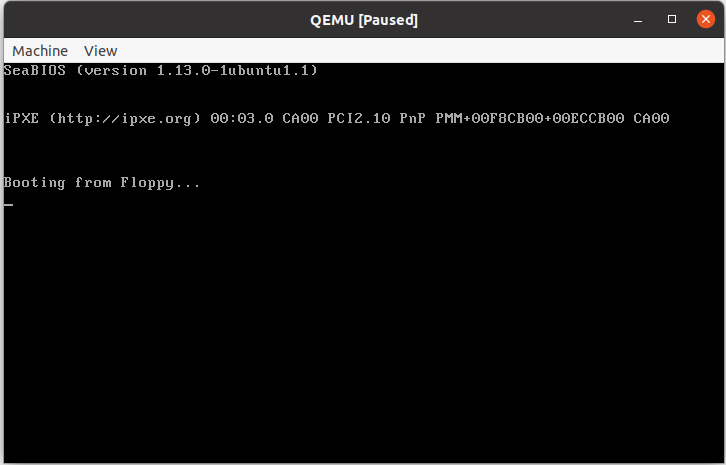 QEMU [Paused]
Machine View
SeaBIOS (version 1.13.0-1ubuntu1.1)
iPXE (http://ipxe.org) 00:03.0 CA00 PCI2.10 PnP PMM+00F8CB00+00ECCB00 CA00
Booting from Floppy...